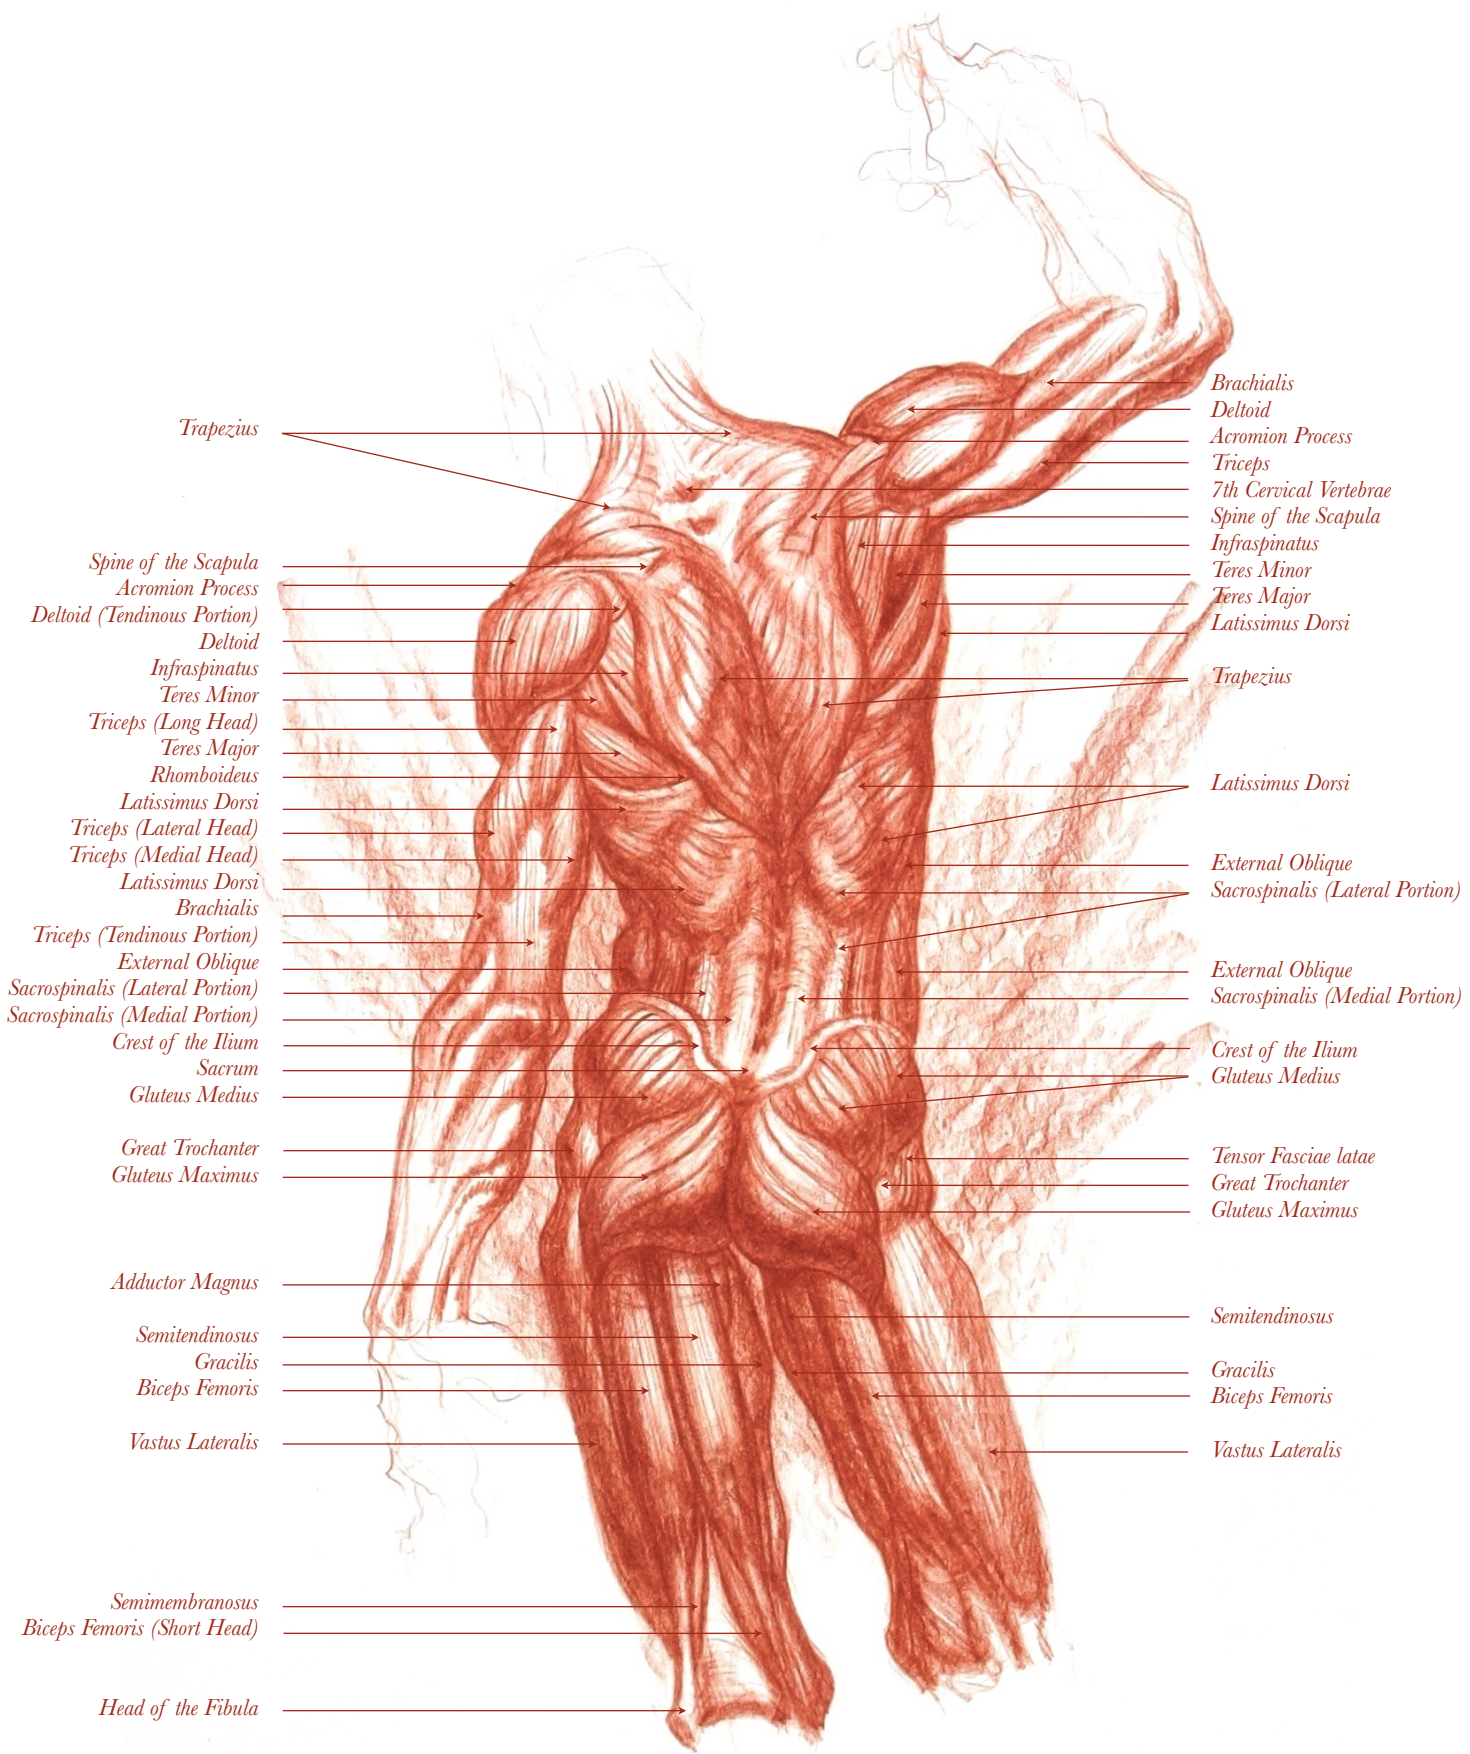 Trapezius
Spine of the Scapula
Acromion Process
Deltoid (Tendinous Portion)
Deltoid
Infraspinatus
Teres Minor
Triceps (Long Head)
Teres Major
Rhomboideus
Latissimus Dorsi
Triceps (Lateral Head)
Triceps (Medial Head)
Latissimus Dorsi
Brachialis
Triceps (Tendinous Portion)
External Oblique
Sacrospinalis (Lateral Portion)
Sacrospinalis (Medial Portion)
Crest of the Ilium
Sacrum
Gluteus Medius
Great Trochanter
Gluteus Maximus
Adductor Magnus
Semitendinosus
Gracilis
Biceps Femoris
Vastus Lateralis
Semimembranosus
Biceps Femoris (Short Head)
Head of the Fibula
Brachialis
Deltoid
Acromion Process
Triceps
7th Cervical Vertebrae
Spine of the Scapula
Infraspinatus
Teres Minor
Teres Major
Latissimus Dorsi
Trapezius
Latissimus Dorsi
External Oblique
Sacrospinalis (Lateral Portion)
External Oblique
Sacrospinalis (Medial Portion)
Crest of the Ilium
Gluteus Medius
Tensor Fasciae latae
Great Trochanter
Gluteus Maximus
Semitendinosus
Gracilis
Biceps Femoris
Vastus Lateralis